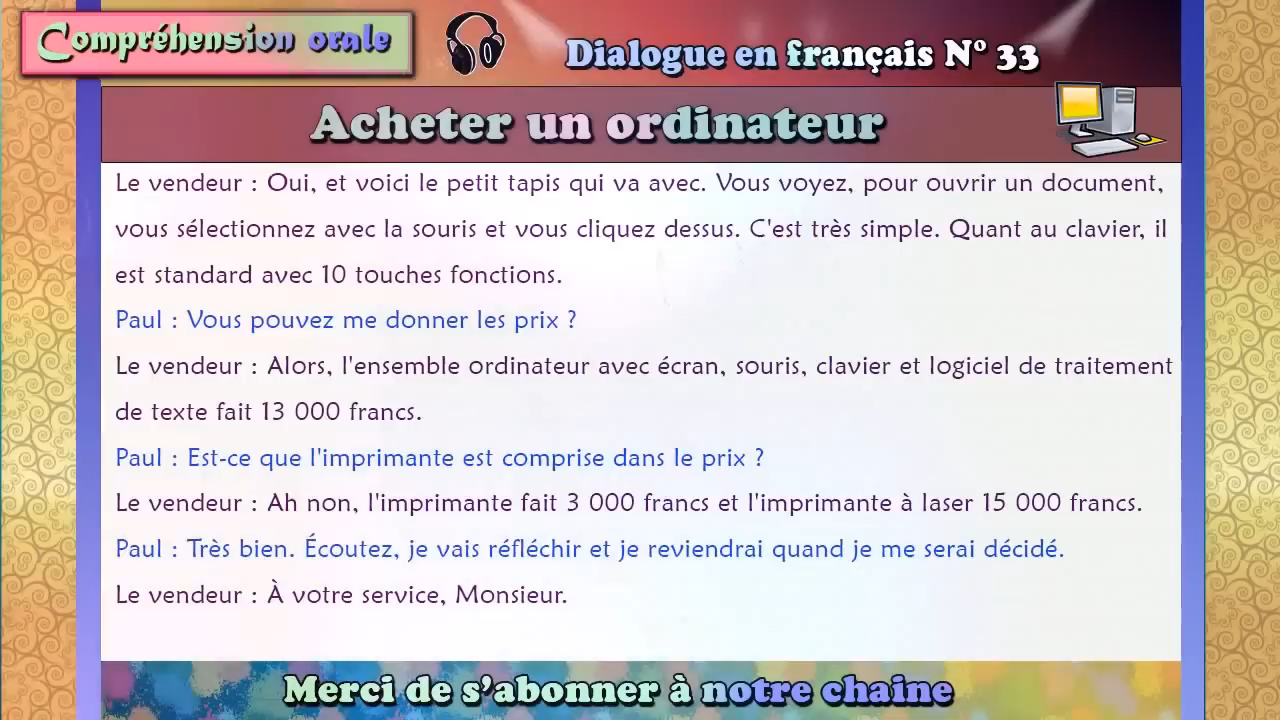 Compréhension orale
Dialogue en français N° 33
Acheter un ordinateur
Le vendeur : Oui, et voici le petit tapis qui va avec. Vous voyez, pour ouvrir un document,
vous sélectionnez avec la souris et vous cliquez dessus. C'est très simple. Quant au clavier, il
est standard avec 10 touches fonctions.
Paul : Vous pouvez me donner les prix ?
Le vendeur : Alors, l'ensemble ordinateur avec écran, souris, clavier et logiciel de traitement
de texte fait 13 000 francs.
Paul : Est-ce que l'imprimante est comprise dans le prix ?
Le vendeur : Ah non, l'imprimante fait 3 000 francs et l'imprimante à laser 15 000 francs.
Paul : Très bien. Écoutez, je vais réfléchir et je reviendrai quand je me serai décidé.
Le vendeur : À votre service, Monsieur.
Merci de s'abonner à notre chaine